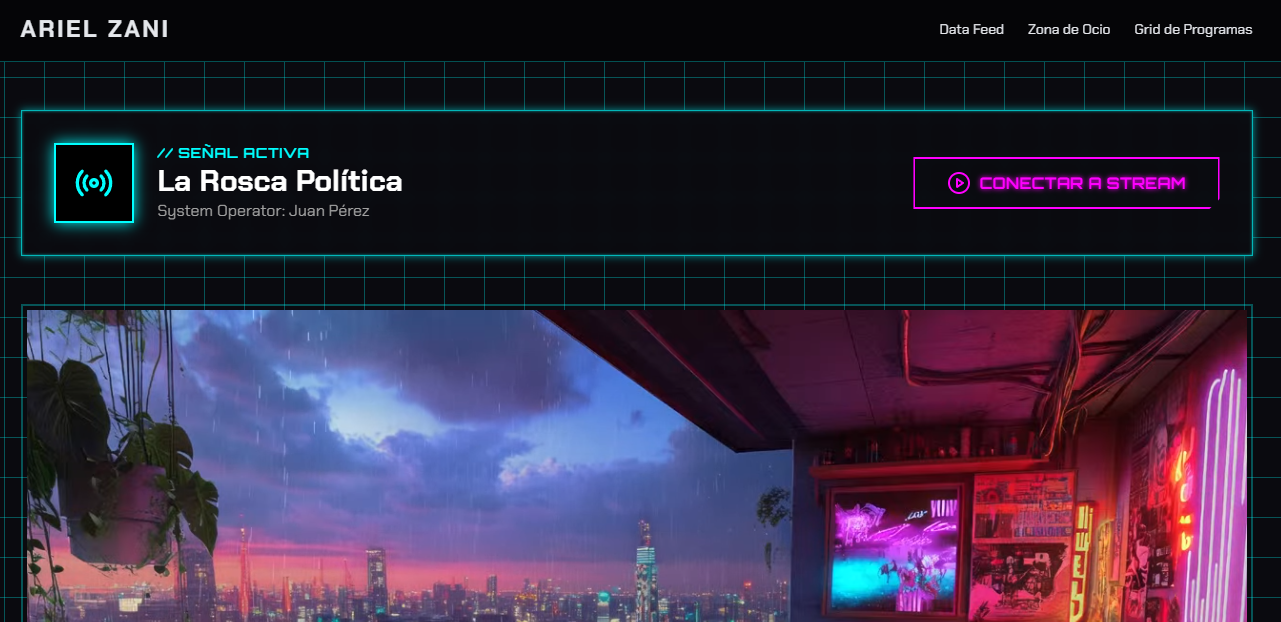 ARIEL ZANI
Data Feed Zona de Ocio Grid de Programas
// SEÑAL ACTIVA
La Rosca Política
System Operator: Juan Pérez
CONECTAR A STREAM